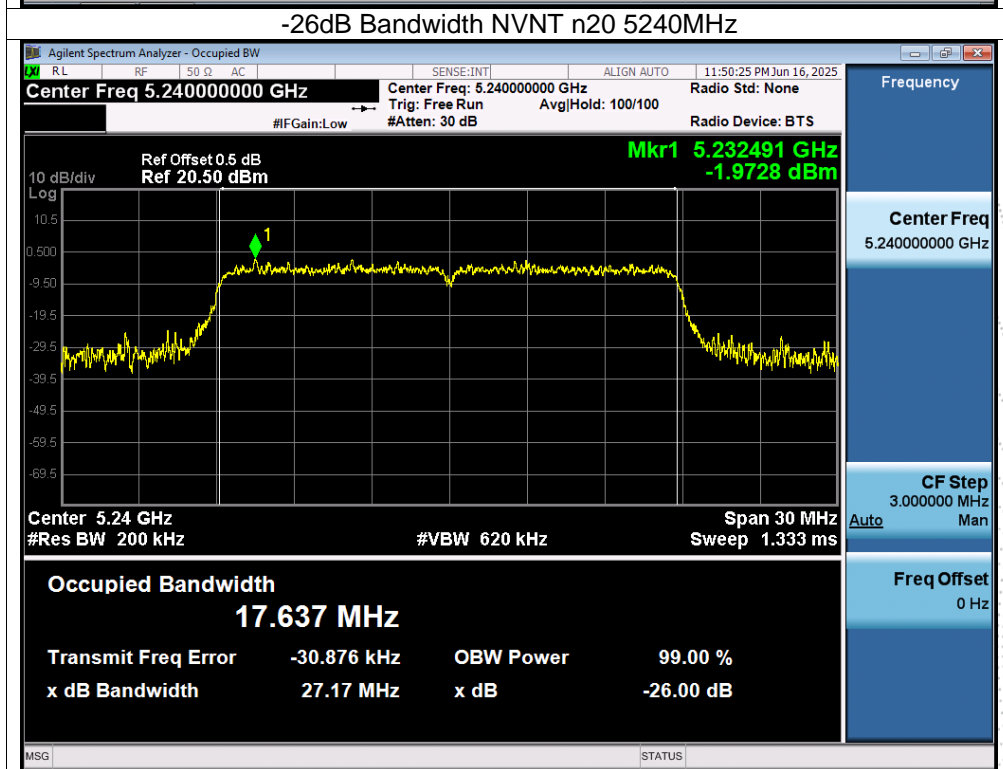 -26dB Bandwidth NVNT n20 5240MHz
Agilent Spectrum Analyzer - Occupied BW
LXI RL RF 50 Ω AC SENSE:INT ALIGN AUTO 11:50:25 PM Jun 16, 2025
Center Freq 5.240000000 GHz
Center Freq: 5.240000000 GHz Radio Std: None
Trig: Free Run Avg|Hold: 100/100
#IFGain:Low #Atten: 30 dB Radio Device: BTS
Mkr1 5.232491 GHz
-1.9728 dBm
Ref Offset 0.5 dB
10 dB/div Ref 20.50 dBm
Log
10.5
1
0.500
-9.50
-19.5
-29.5
-39.5
-49.5
-59.5
-69.5
Center 5.24 GHz Span 30 MHz
#Res BW 200 kHz #VBW 620 kHz Sweep 1.333 ms
Occupied Bandwidth
17.637 MHz
Transmit Freq Error -30.876 kHz OBW Power 99.00 %
x dB Bandwidth 27.17 MHz x dB -26.00 dB
Frequency
Center Freq
5.240000000 GHz
CF Step
3.000000 MHz
Auto Man
Freq Offset
0 Hz
MSG STATUS